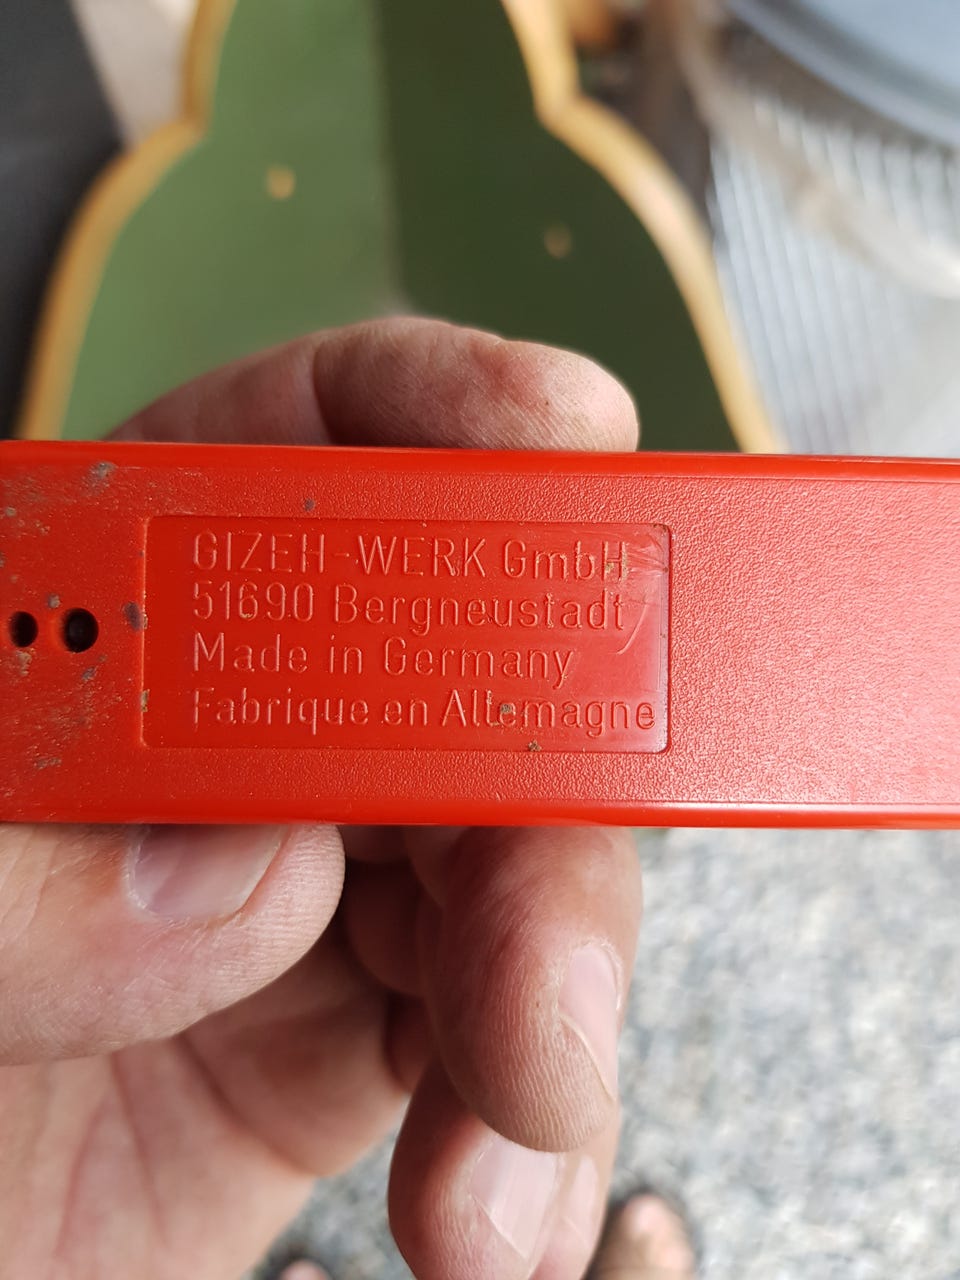 GIZEH-WERK GmbH
51690 Bergneustadt
Made in Germany
Fabrique en Allemagne